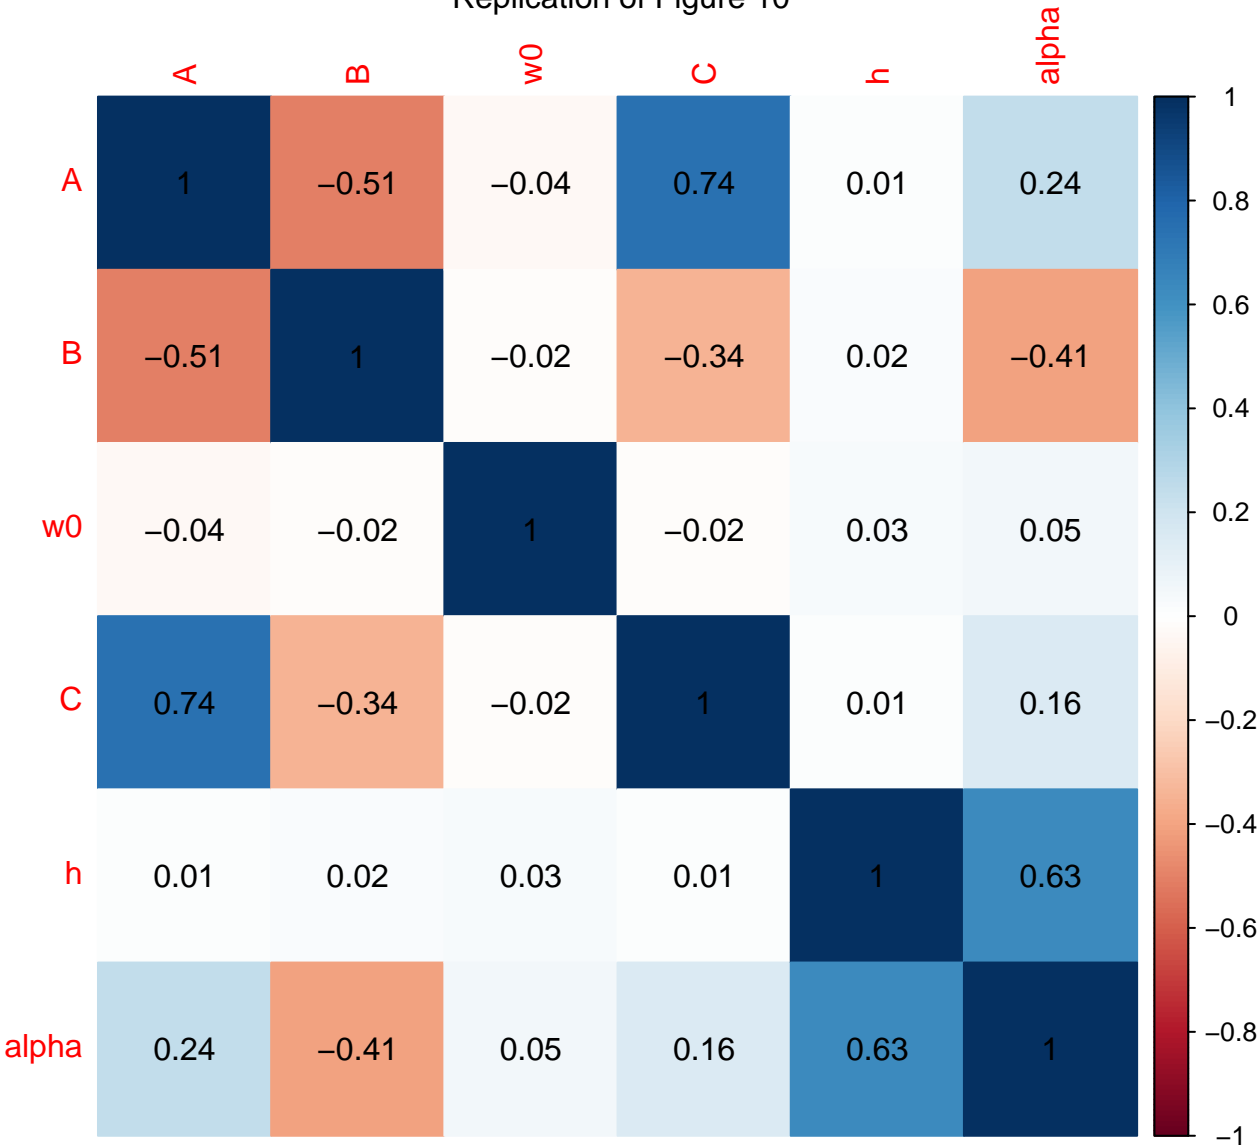 Replication of Figure 10
A B w0 C h alpha
A 1 −0.51 −0.04 0.74 0.01 0.24
B −0.51 1 −0.02 −0.34 0.02 −0.41
w0 −0.04 −0.02 1 −0.02 0.03 0.05
C 0.74 −0.34 −0.02 1 0.01 0.16
h 0.01 0.02 0.03 0.01 1 0.63
alpha 0.24 −0.41 0.05 0.16 0.63 1
1
0.8
0.6
0.4
0.2
0
−0.2
−0.4
−0.6
−0.8
−1